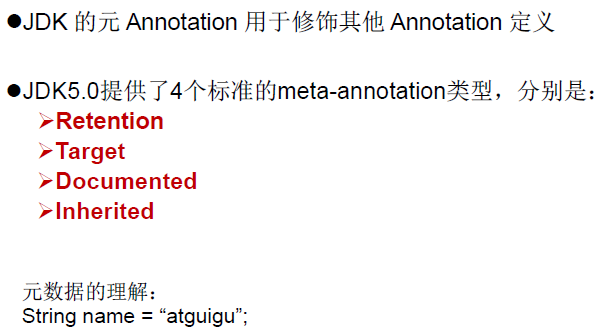 ●JDK 的元 Annotation 用于修饰其他 Annotation 定义
●JDK5.0提供了4个标准的meta-annotation类型，分别是：
➢Retention
➢Target
➢Documented
➢Inherited
元数据的理解：
String name = “atguigu”;